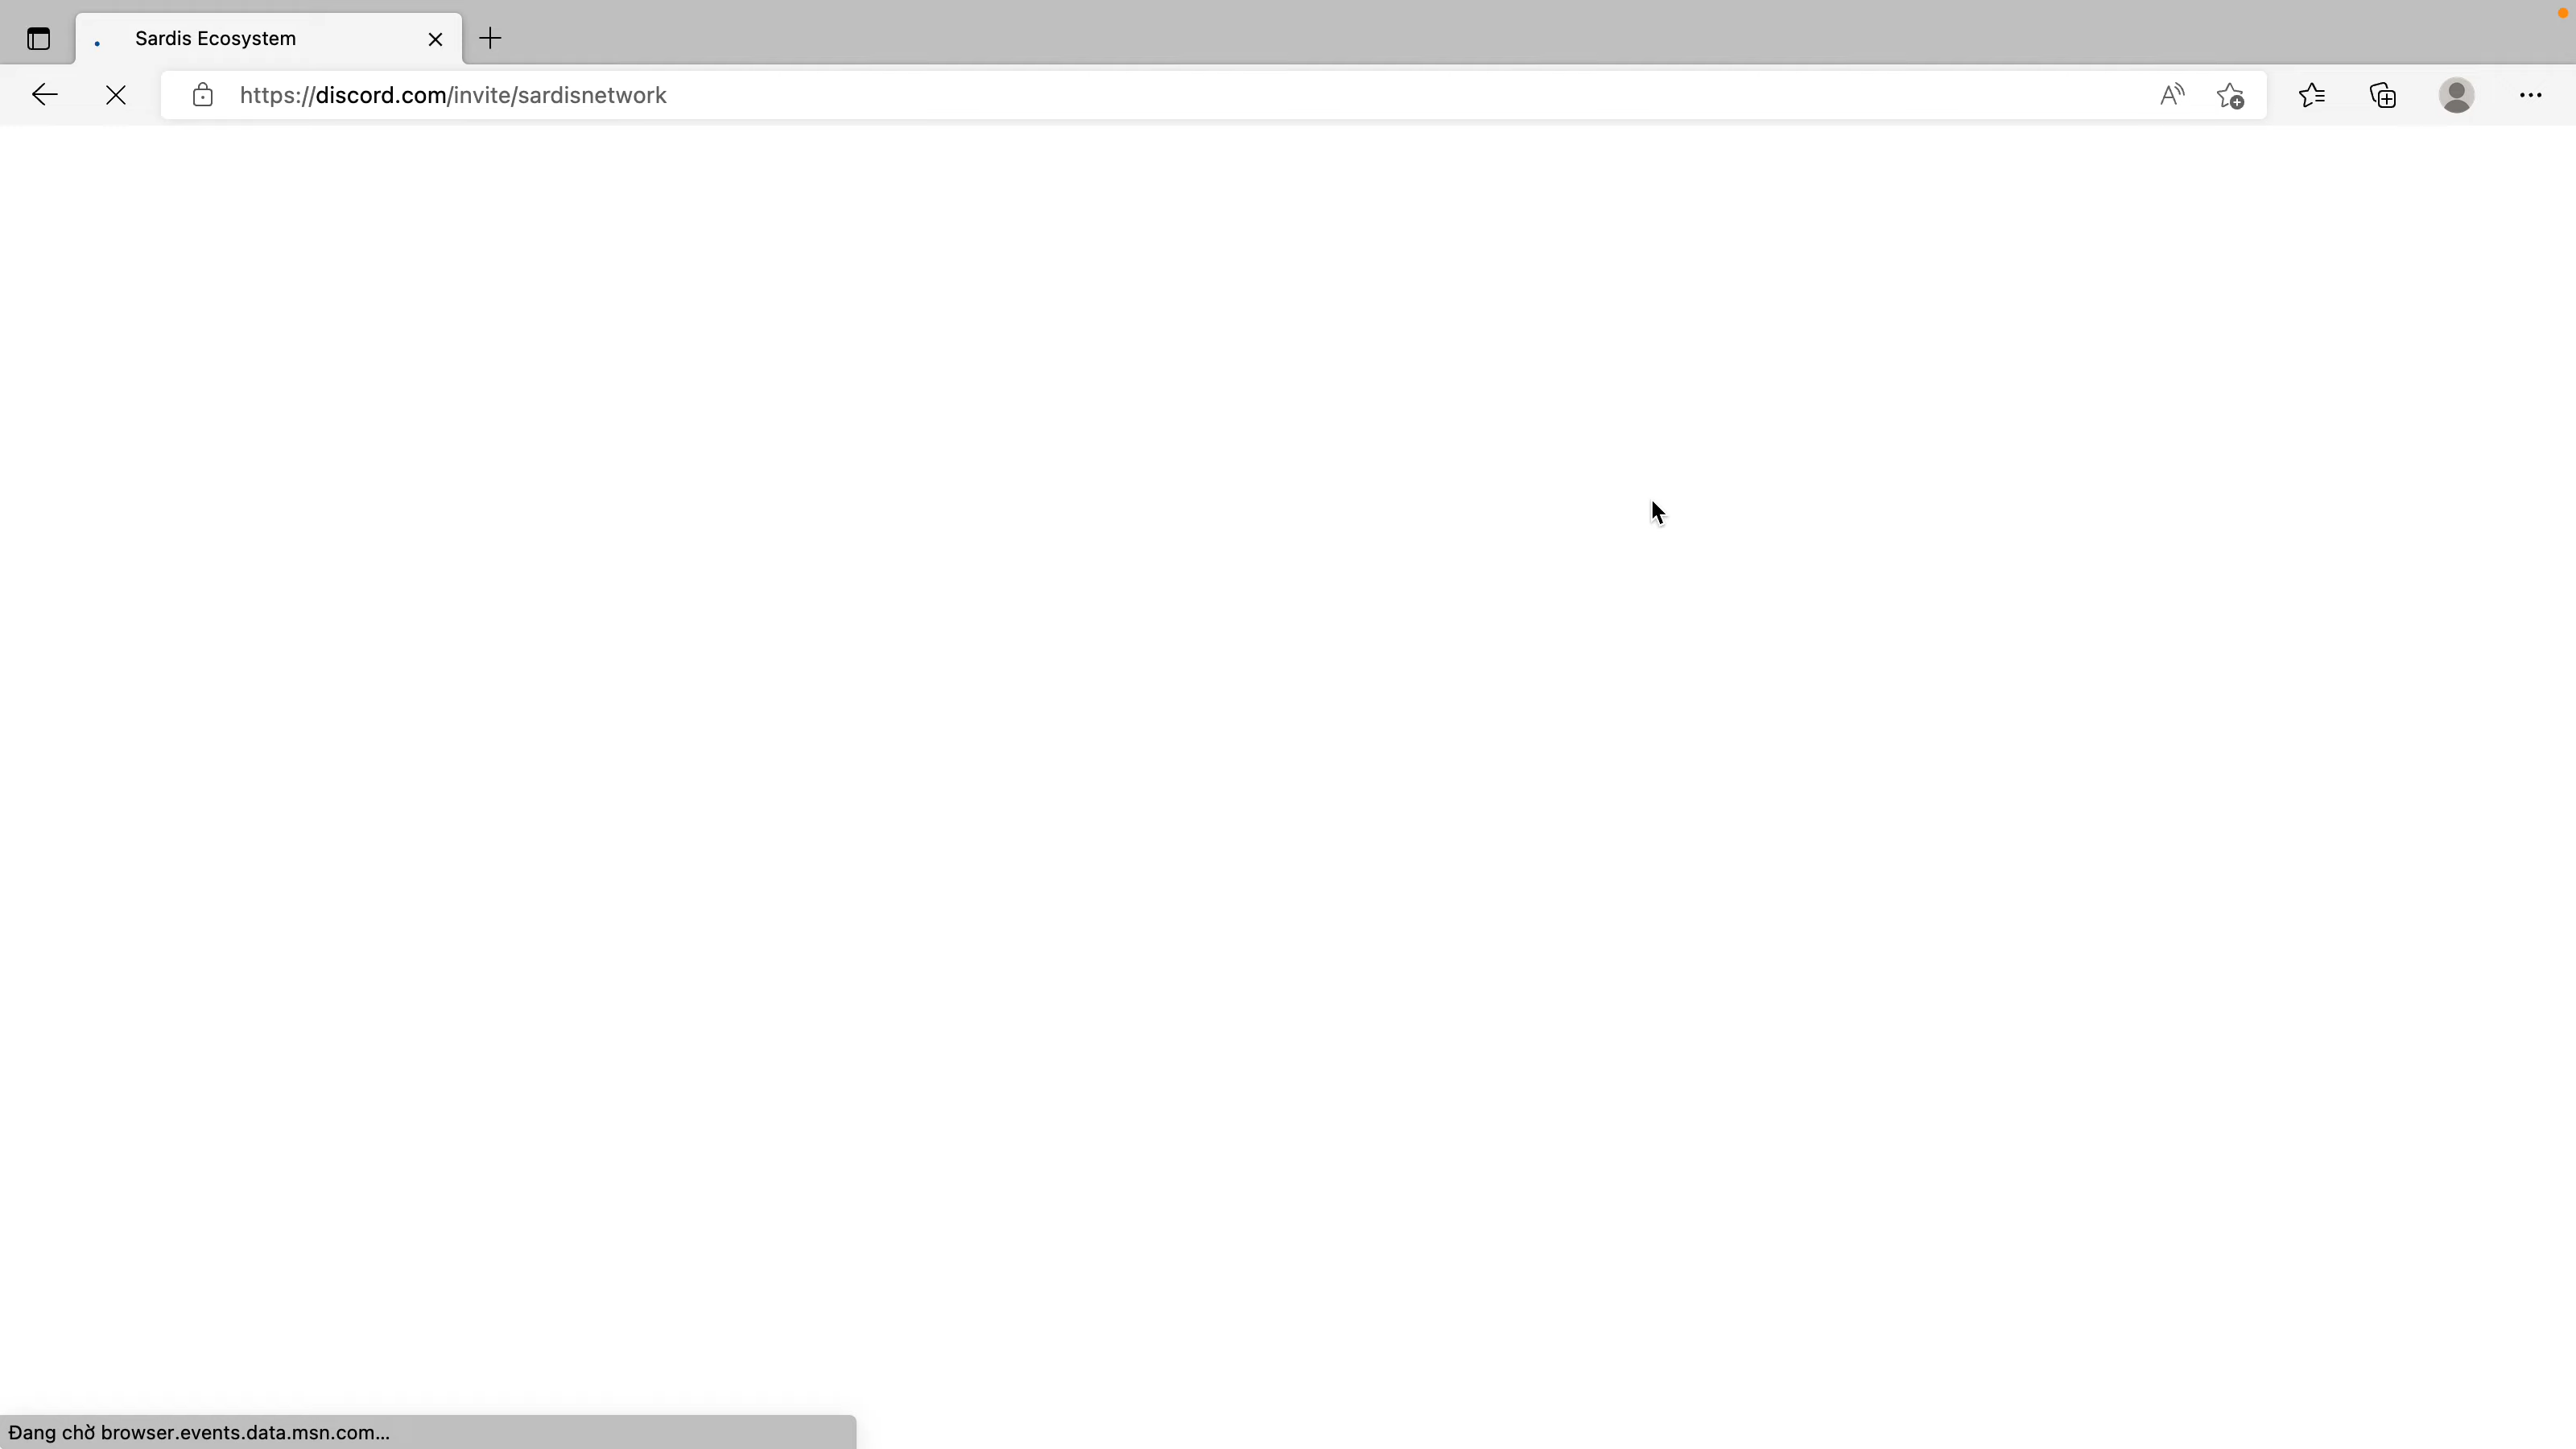 Sardis Ecosystem
https://discord.com/invite/sardisnetwork
Đang chờ browser.events.data.msn.com...